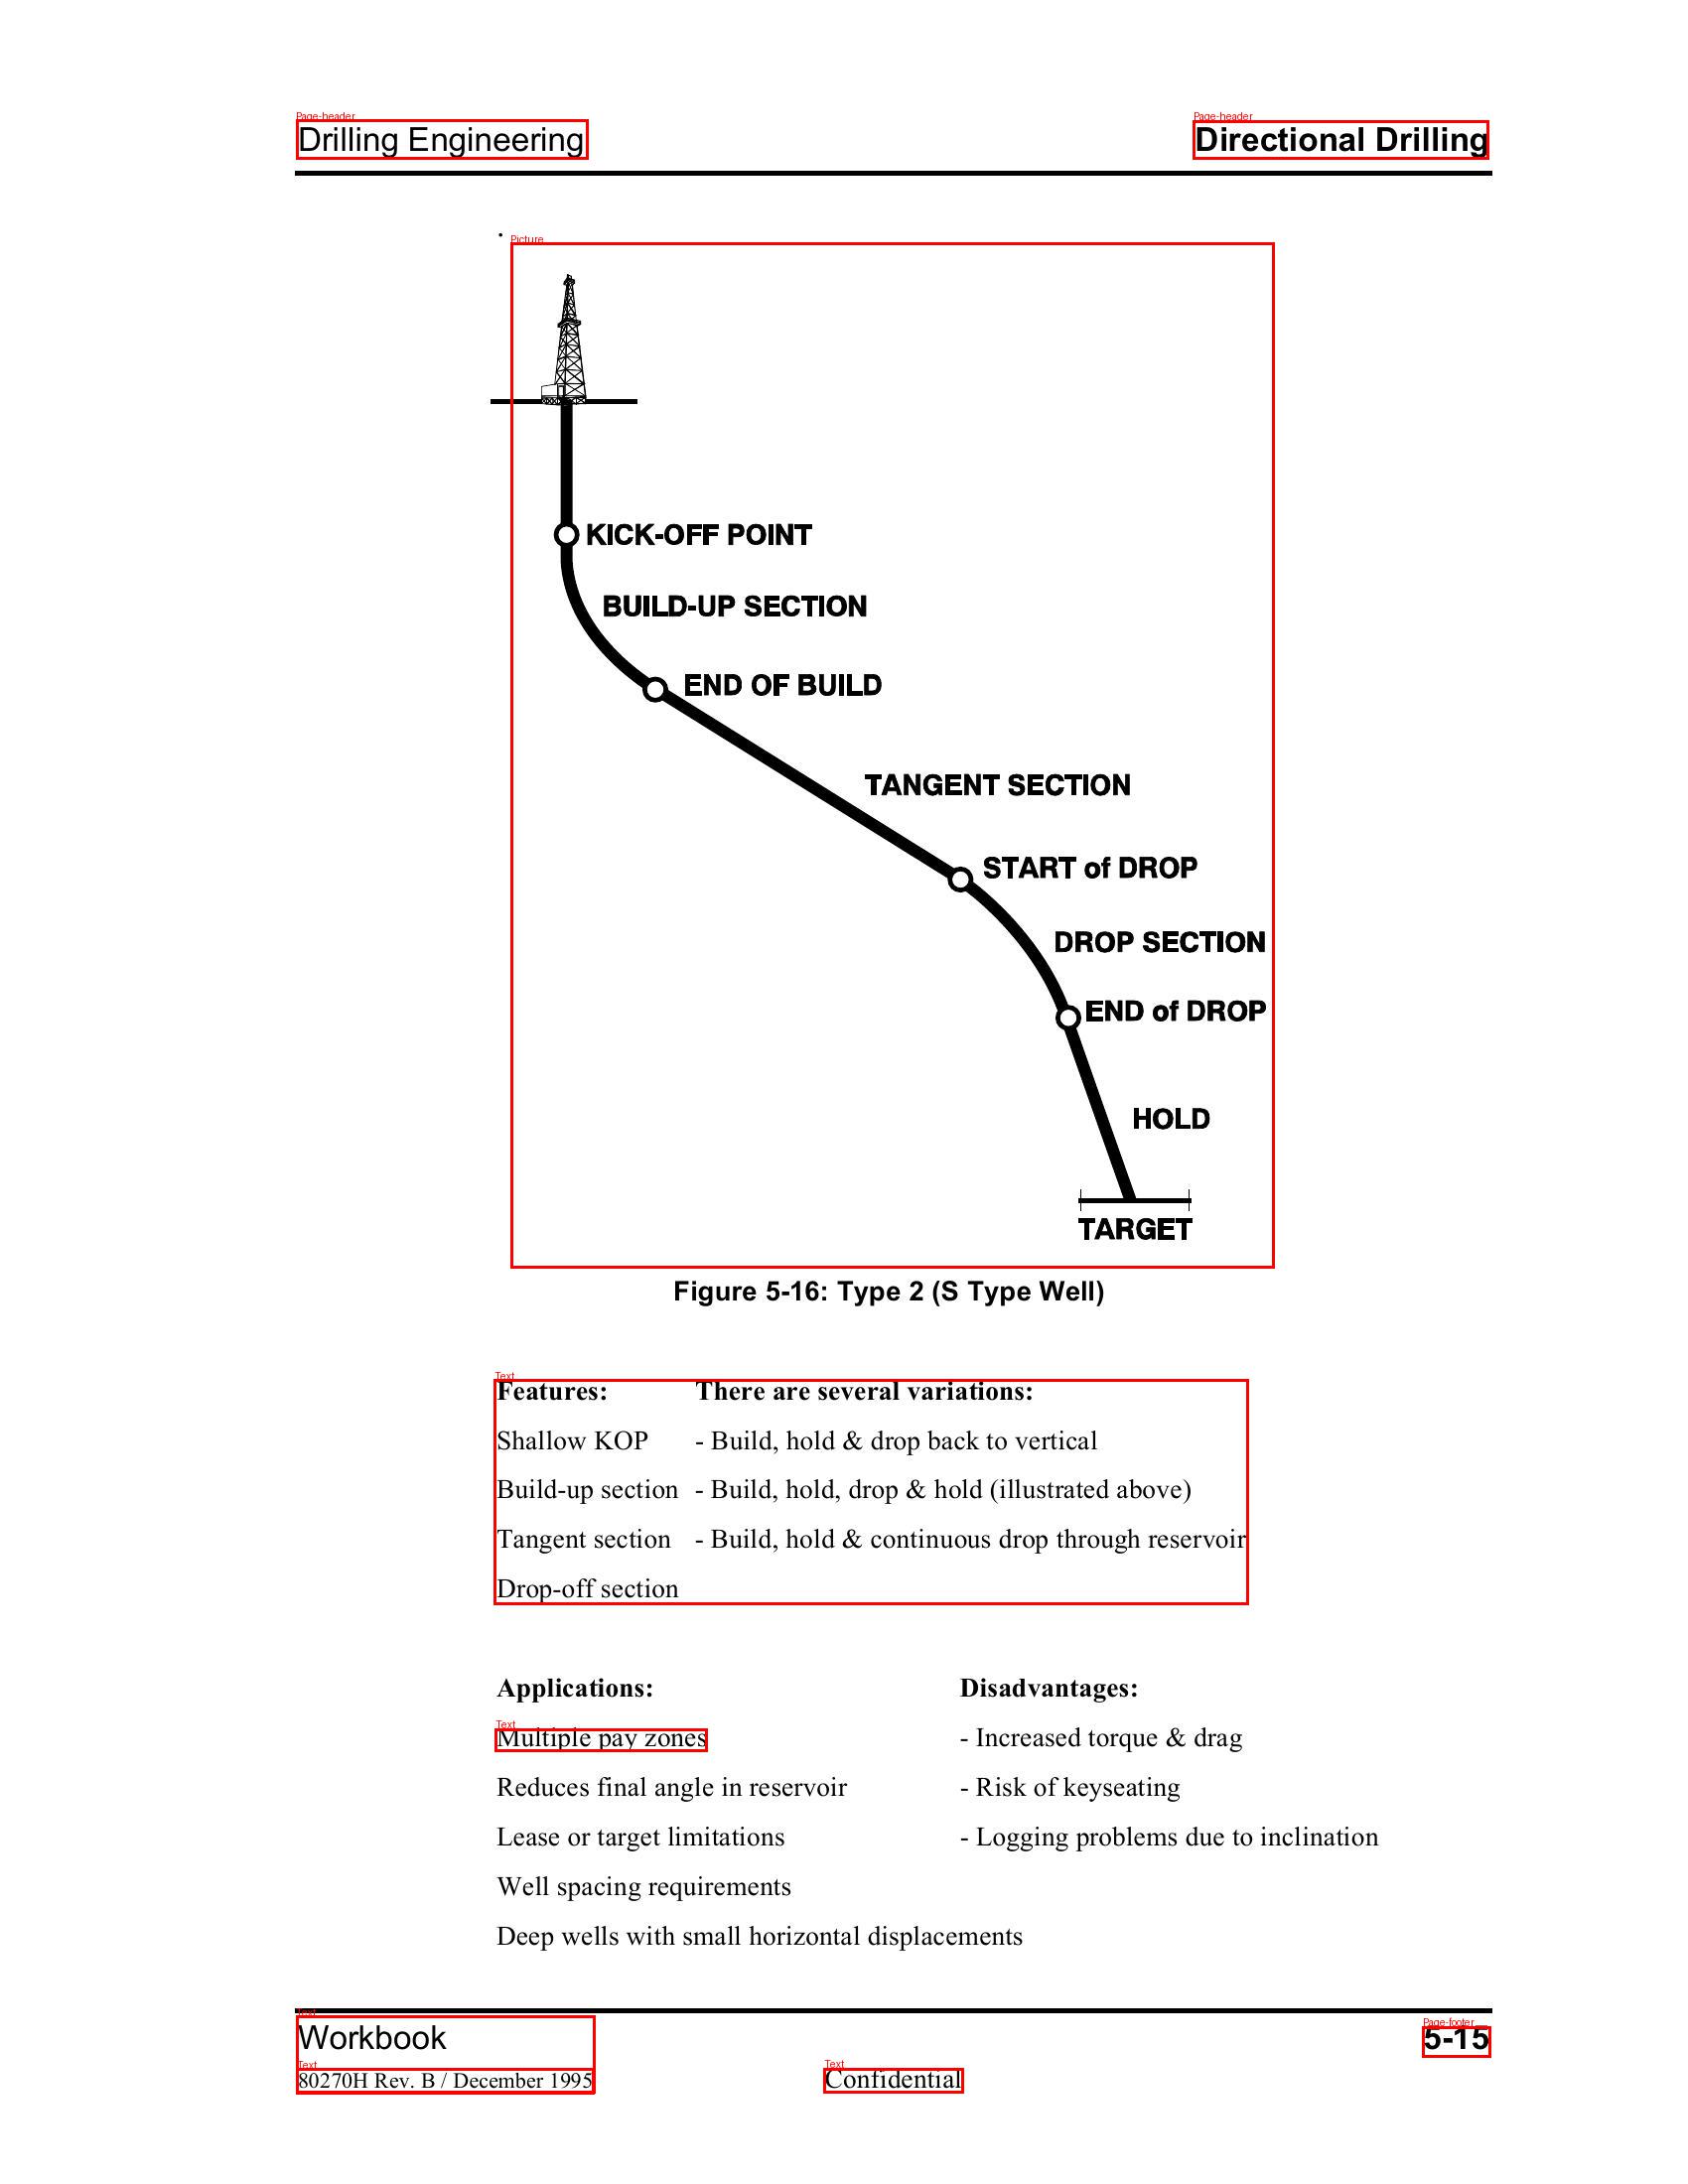 Page-header
Drilling Engineering
Page-header
Directional Drilling
Picture
KICK-OFF POINT
BUILD-UP SECTION
END OF BUILD
TANGENT SECTION
START of DROP
DROP SECTION
END of DROP
HOLD
TARGET
Figure 5-16: Type 2 (S Type Well)
Text
Features: There are several variations:
Shallow KOP - Build, hold & drop back to vertical
Build-up section - Build, hold, drop & hold (illustrated above)
Tangent section - Build, hold & continuous drop through reservoir
Drop-off section
Applications: Disadvantages:
Text
Multiple pay zones - Increased torque & drag
Reduces final angle in reservoir - Risk of keyseating
Lease or target limitations - Logging problems due to inclination
Well spacing requirements
Deep wells with small horizontal displacements
Text
Workbook
Page-footer
5-15
Text
80270H Rev. B / December 1995
Text
Confidential